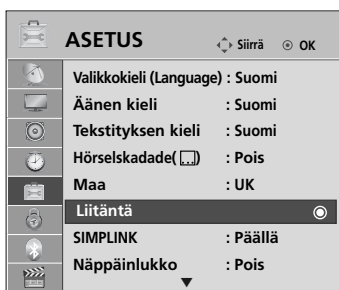 ASETUS Siirrä OK
Valikkokieli (Language) : Suomi
Äänen kieli : Suomi
Tekstityksen kieli : Suomi
Hörselskadade( ) : Pois
Maa : UK
Liitäntä
SIMPLINK : Päällä
Näppäinlukko : Pois